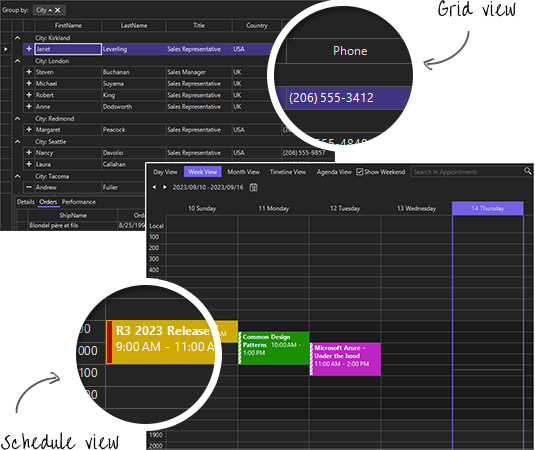 Group by: City
Grid view
FirstName LastName Title Country
City: Kirkland
Janet Leverling Sales Representative USA
City: London
Steven Buchanan Sales Manager UK
Michael Suyama Sales Representative UK
Robert King Sales Representative UK
Anne Dodsworth Sales Representative UK
City: Redmond
Margaret Peacock Sales Representative USA
City: Seattle
Nancy Davolio Sales Representative USA (206) 555-9857
Laura Callahan
City: Tacoma
Andrew Fuller
Details Orders Performance
ShipName
Blondel père et fils
Phone
(206) 555-3412
Day View Week View Month View Timeline View Agenda View Show Weekend Search in Appointments
2023/09/10 - 2023/09/16
10 Sunday 11 Monday 12 Tuesday 13 Wednesday 14 Thursday
Local
100
200
300
400
R3 2023 Release
9:00 AM - 11:00 A
Common Design
Patterns 10:00 AM -
1:00 PM
Microsoft Azure –
Under the hood
11:00 AM - 2:00 PM
Schedule view
1700
1800
1900
2000